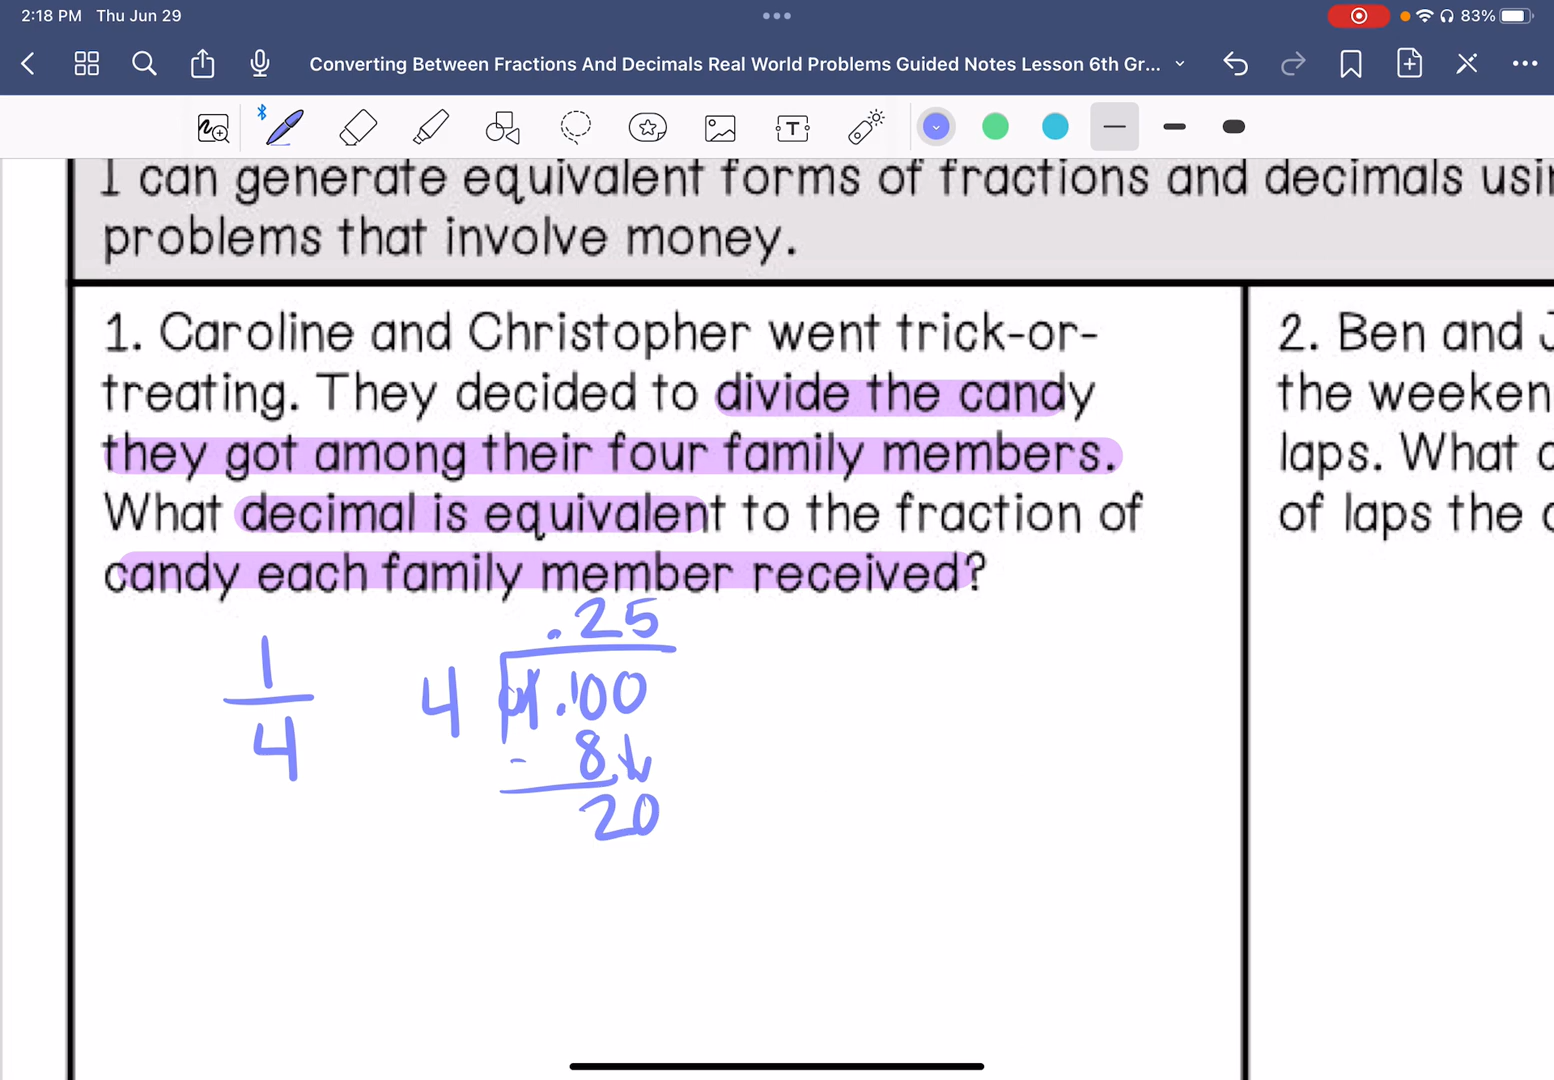 2:18 PM Thu Jun 29
83%
Converting Between Fractions And Decimals Real World Problems Guided Notes Lesson 6th Gr...
I can generate equivalent forms of fractions and decimals usi
problems that involve money.
1. Caroline and Christopher went trick-or-
treating. They decided to divide the candy
they got among their four family members.
What decimal is equivalent to the fraction of
candy each family member received?
2. Ben and J
the weeken
laps. What
of laps the
.25
1
4
4 1.100
- 8
20